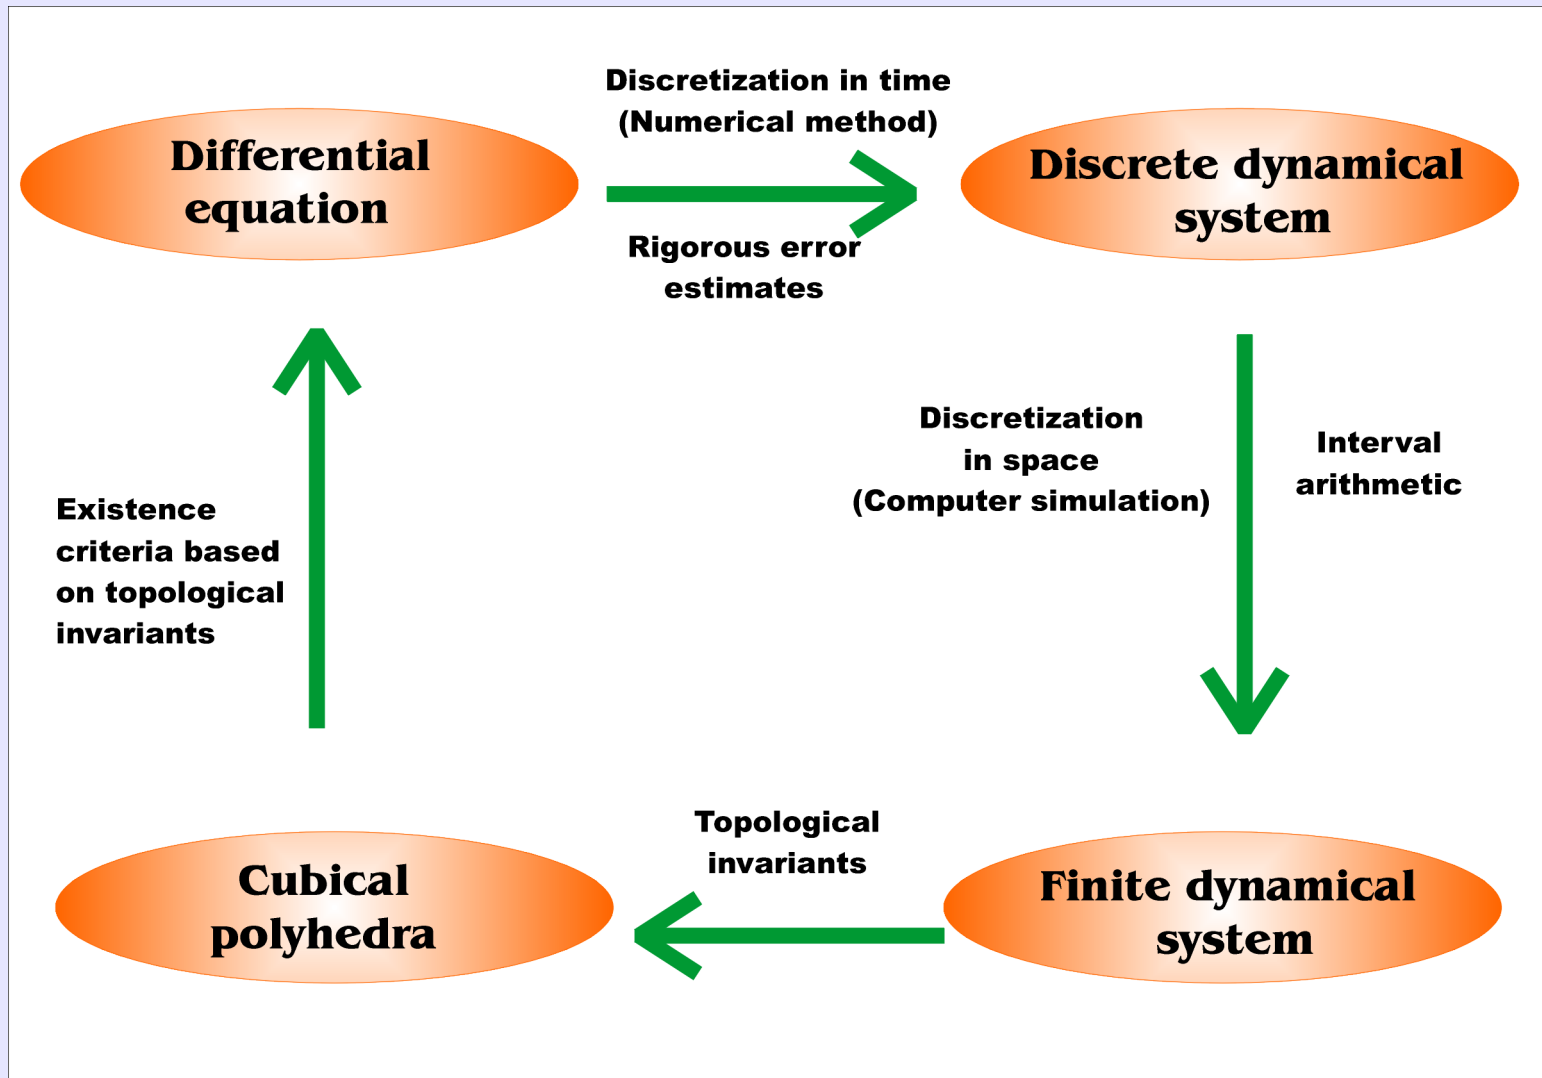 Discretization in time
(Numerical method)
Differential
equation
Discrete dynamical
system
Rigorous error
estimates
Discretization
in space
(Computer simulation)
Interval
arithmetic
Existence
criteria based
on topological
invariants
Topological
invariants
Cubical
polyhedra
Finite dynamical
system